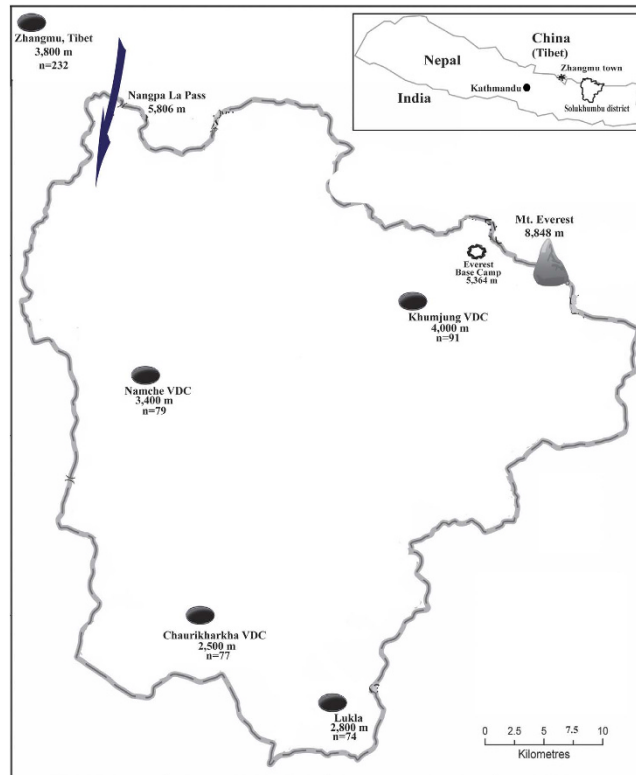 Zhangmu, Tibet
3,800 m
n=232
Nangpa La Pass
5,806 m
China
(Tibet)
Nepal
Zhangmu town
India
Kathmandu
Solukhumbu district
Mt. Everest
8,848 m
Everest
Base Camp
5,364 m
Khumjung VDC
4,000 m
n=91
Namche VDC
3,400 m
n=79
Chaurikharkha VDC
2,500 m
n=77
Lukla
2,800 m
n=74
0 2.5 5 7.5 10
Kilometres